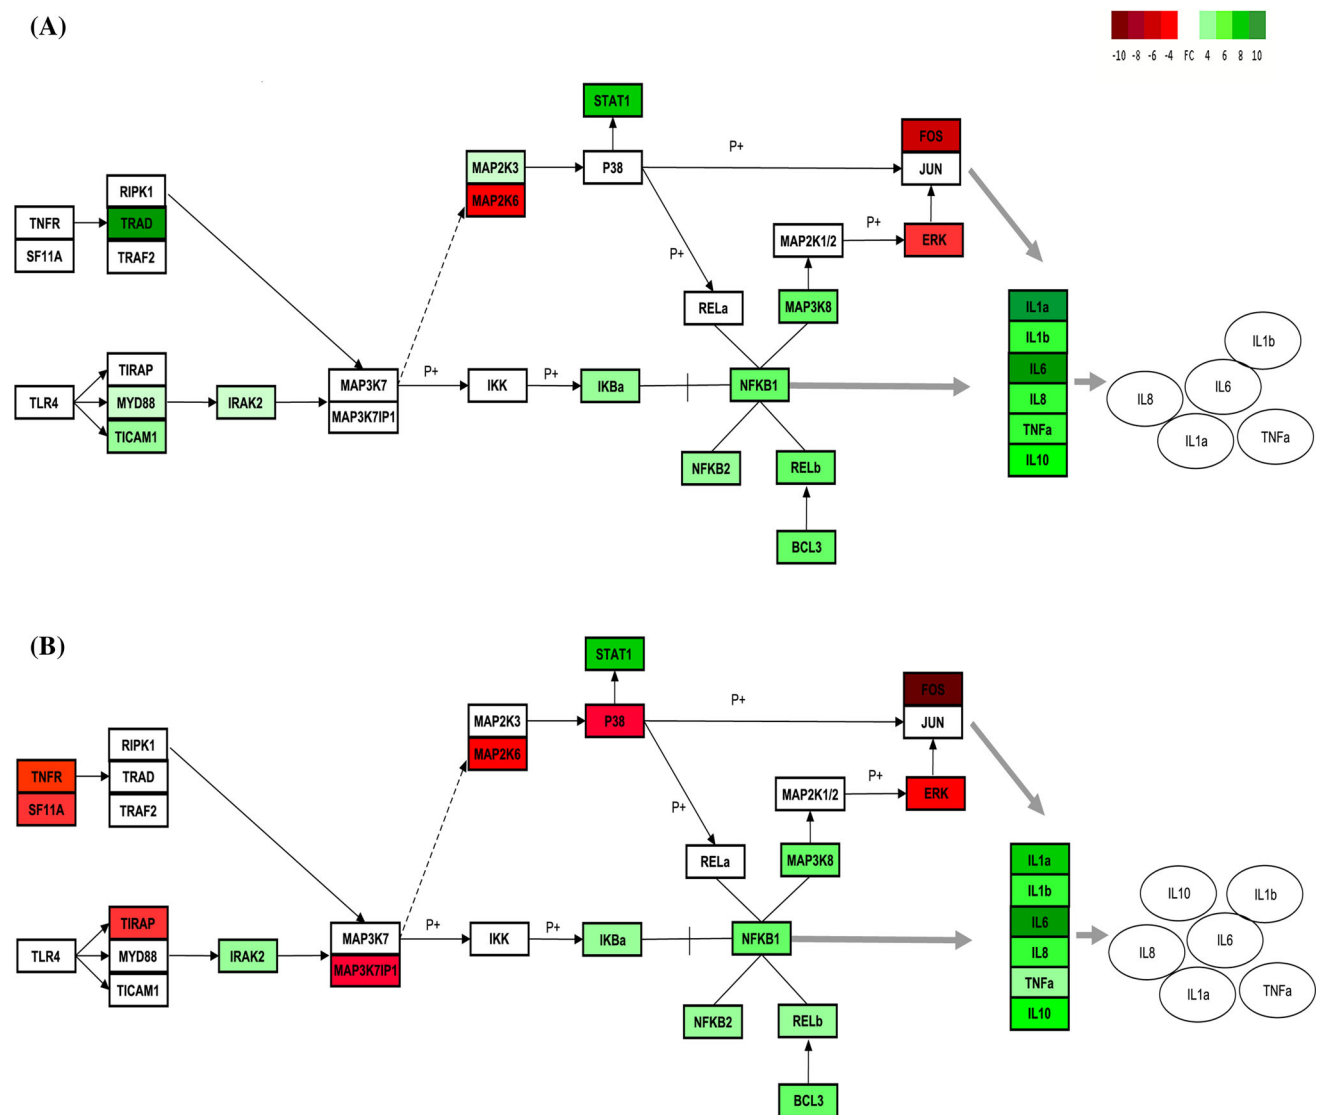 (A)
-10 -8 -6 -4 FC 4 6 8 10
STAT1
FOS
P+
MAP2K3
P38
JUN
RIPK1
MAP2K6
TNFR
TRAD
P+
MAP2K1/2
ERK
SF11A
TRAF2
P+
RELa
MAP3K8
IL1a
IL1b
IL1b
TIRAP
MAP3K7
P+
IKK
P+
IKBa
NFKB1
IL6
IL6
TLR4
MYD88
IRAK2
MAP3K7IP1
IL8
IL8
TICAM1
TNFa
IL1a
TNFa
NFKB2
RELb
IL10
BCL3
(B)
STAT1
FOS
P+
MAP2K3
P38
JUN
RIPK1
MAP2K6
TNFR
TRAD
P+
MAP2K1/2
ERK
SF11A
TRAF2
P+
RELa
MAP3K8
IL1a
IL1b
IL10
IL1b
TIRAP
MAP3K7
P+
IKK
P+
IKBa
NFKB1
IL6
IL6
TLR4
MYD88
IRAK2
MAP3K7IP1
IL8
IL8
TICAM1
TNFa
IL1a
TNFa
NFKB2
RELb
IL10
BCL3